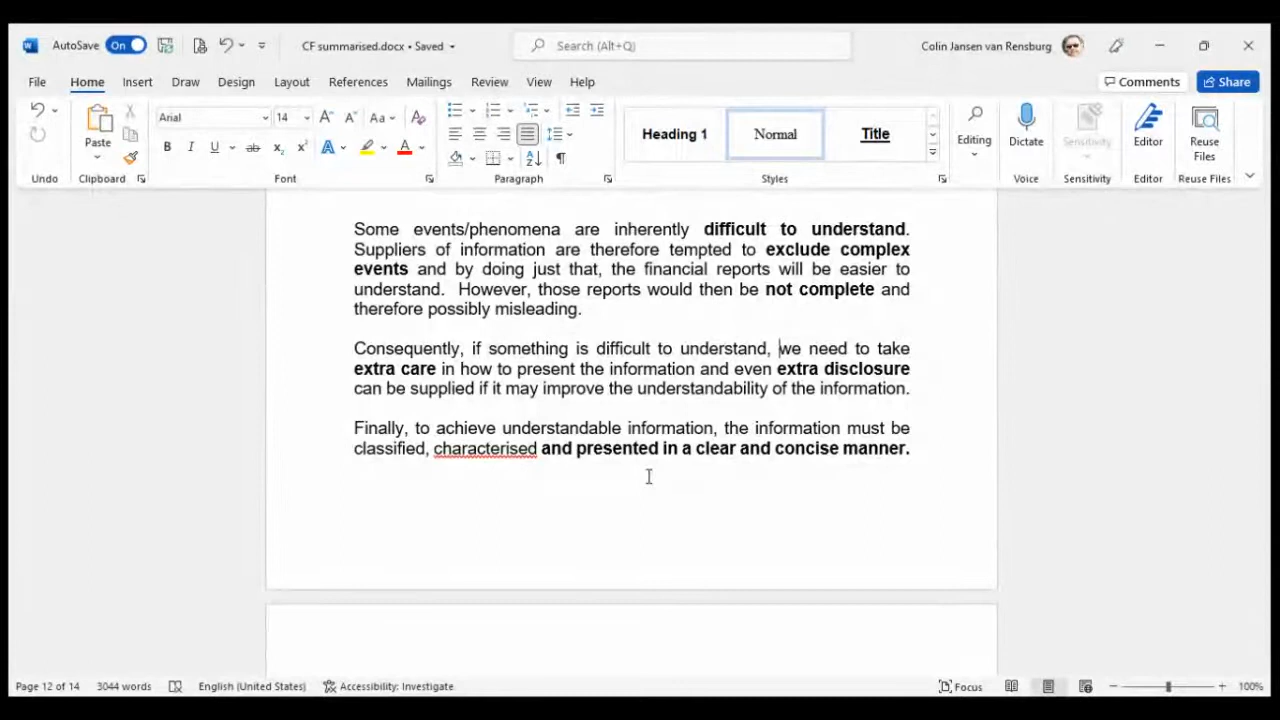 AutoSave On CF summarised.docx • Saved Search (Alt+Q) Colin Jansen van Rensburg
File Home Insert Draw Design Layout References Mailings Review View Help Comments Share
Arial 14 Aa
Paste B I U ab x₂ x² A A Heading 1 Normal Title Editing Dictate Sensitivity Editor Reuse Files
Undo Clipboard Font Paragraph Styles Voice Sensitivity Editor Reuse Files
Some events/phenomena are inherently difficult to understand.
Suppliers of information are therefore tempted to exclude complex
events and by doing just that, the financial reports will be easier to
understand. However, those reports would then be not complete and
therefore possibly misleading.
Consequently, if something is difficult to understand, we need to take
extra care in how to present the information and even extra disclosure
can be supplied if it may improve the understandability of the information.
Finally, to achieve understandable information, the information must be
classified, characterised and presented in a clear and concise manner.
Page 12 of 14 3044 words English (United States) Accessibility: Investigate Focus 100%